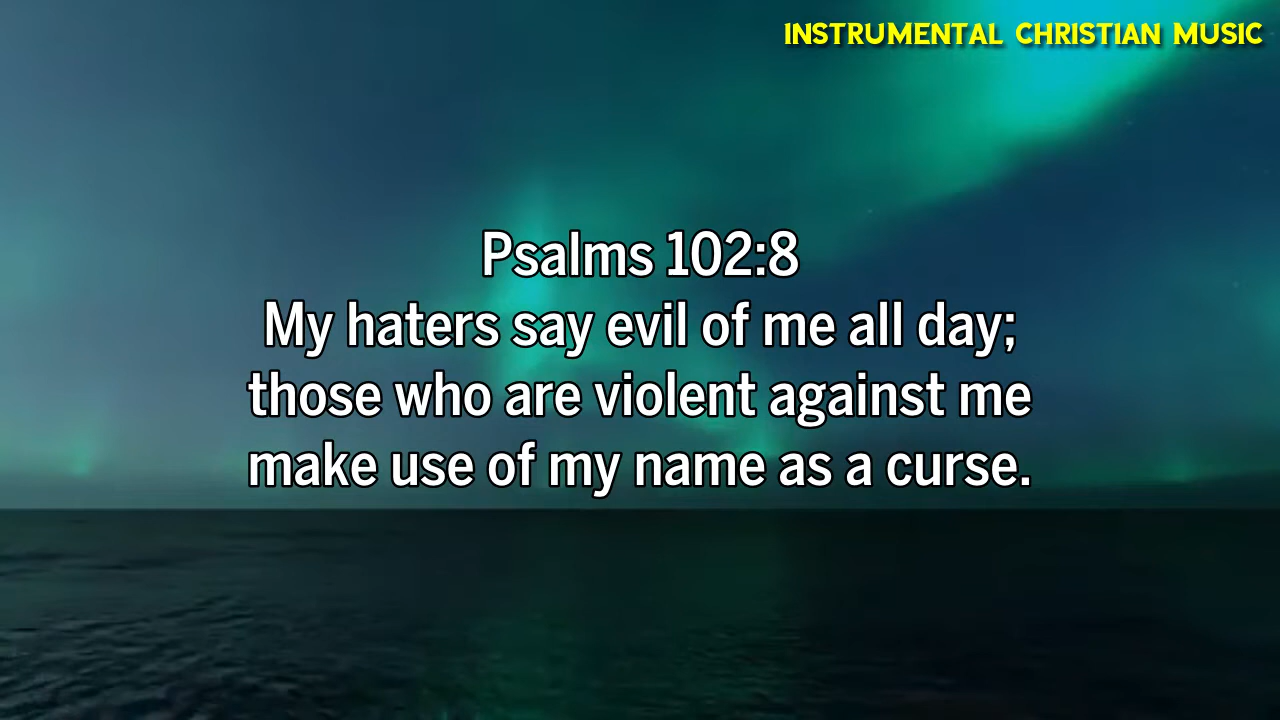 INSTRUMENTAL CHRISTIAN MUSIC
Psalms 102:8
My haters say evil of me all day;
those who are violent against me
make use of my name as a curse.